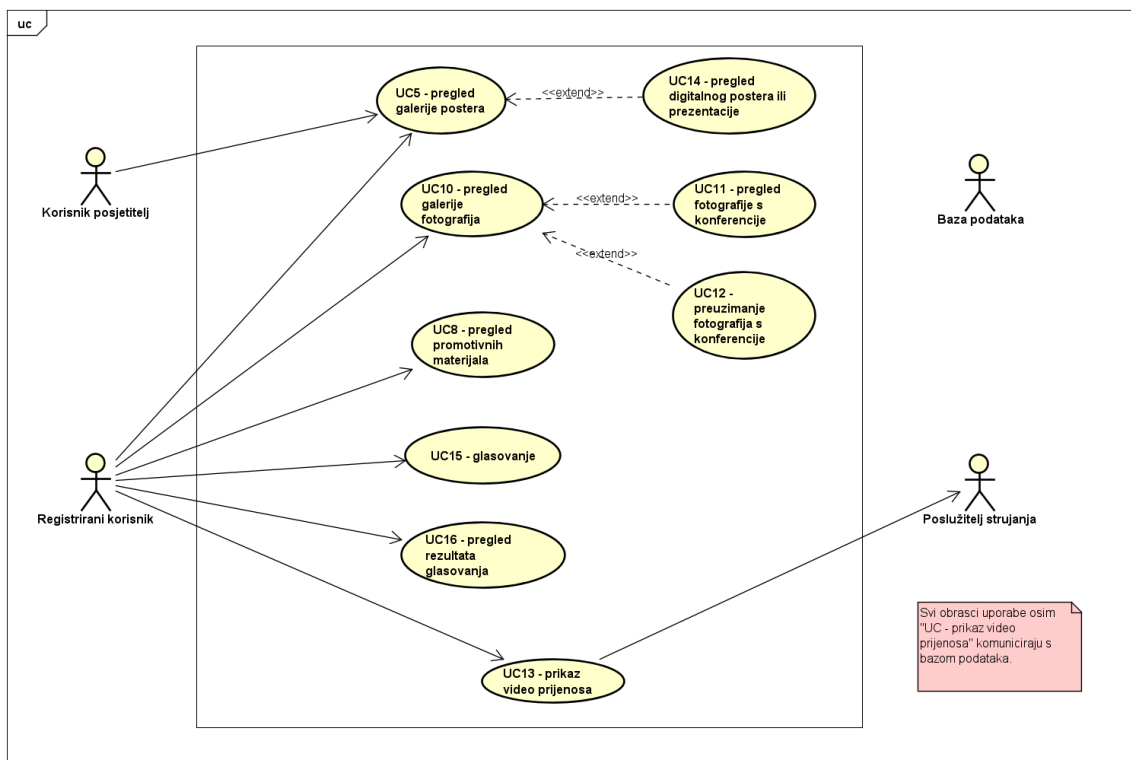 uc
UC5 - pregled
galerije postera
<<extend>>
UC14 - pregled
digitalnog postera ili
prezentacije
Korisnik posjetitelj
UC10 - pregled
galerije
fotografija
<<extend>>
UC11 - pregled
fotografije s
konferencije
Baza podataka
<<extend>>
UC12 -
preuzimanje
fotografija s
konferencije
UC8 - pregled
promotivnih
materijala
UC15 - glasovanje
Registrirani korisnik
Poslužitelj strujanja
UC16 - pregled
rezultata
glasovanja
Svi obrasci uporabe osim
"UC - prikaz video
prijenosa" komuniciraju s
bazom podataka.
UC13 - prikaz
video prijenosa